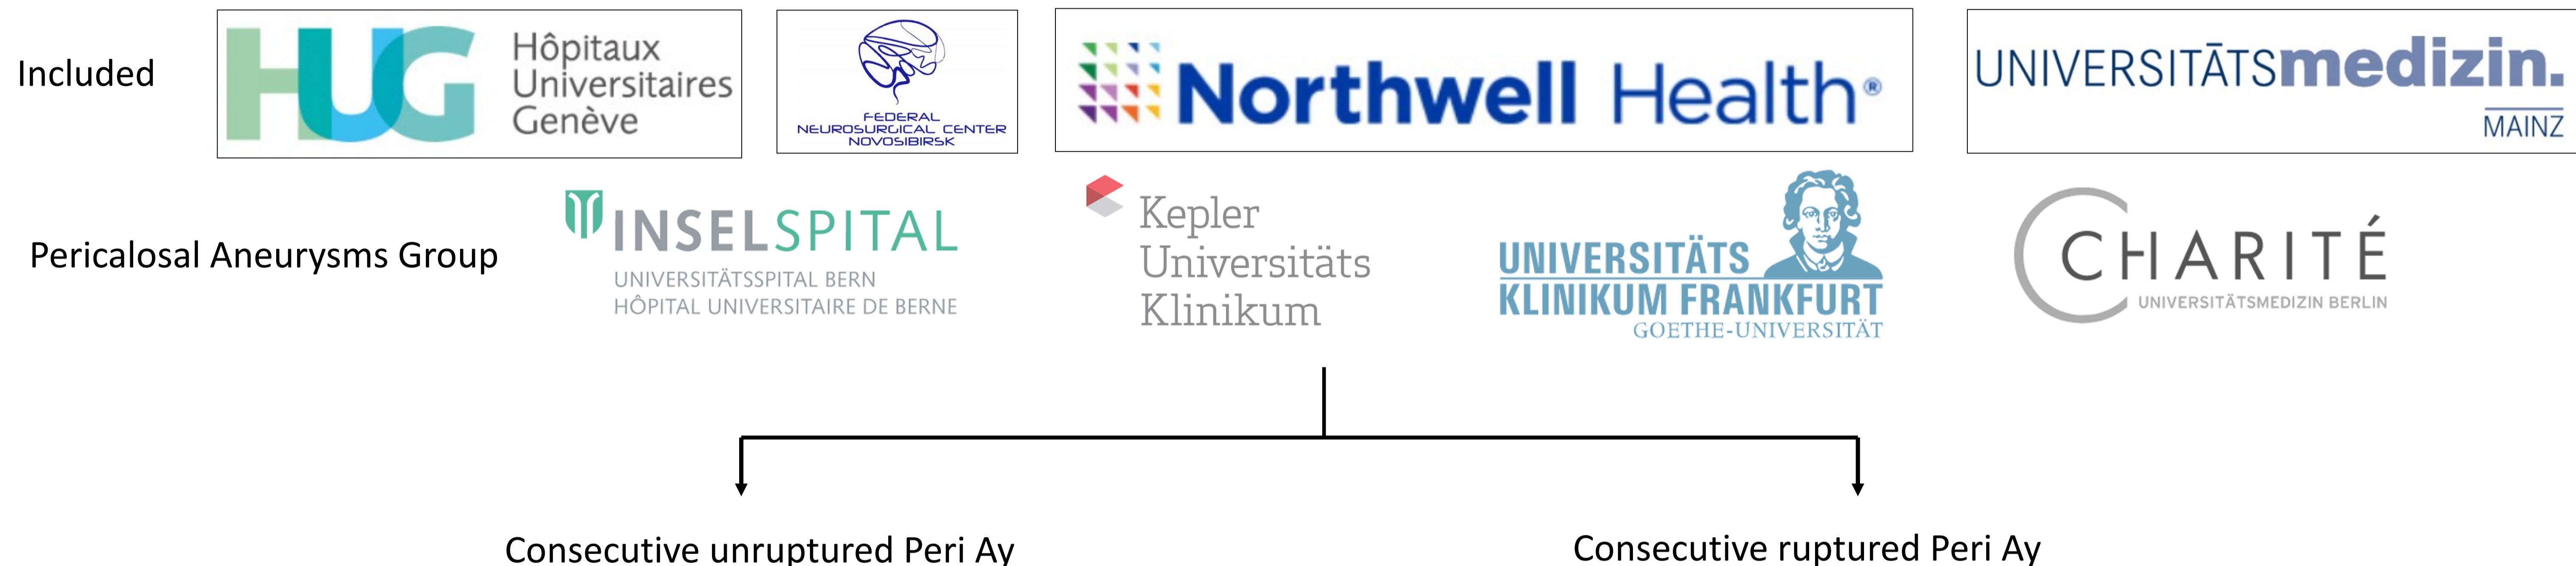 Included
HUG
Hôpitaux
Universitaires
Genève
FEDERAL
NEUROSURGICAL CENTER
NOVOSIBIRSK
Northwell Health®
UNIVERSITĀTSmedizin.
MAINZ
Pericalosal Aneurysms Group
INSELSPITAL
UNIVERSITÄTSSPITAL BERN
HÔPITAL UNIVERSITAIRE DE BERNE
Kepler
Universitäts
Klinikum
UNIVERSITÄTS
KLINIKUM FRANKFURT
GOETHE-UNIVERSITÄT
CHARITÉ
UNIVERSITÄTSMEDIZIN BERLIN
Consecutive unruptured Peri Ay
Consecutive ruptured Peri Ay